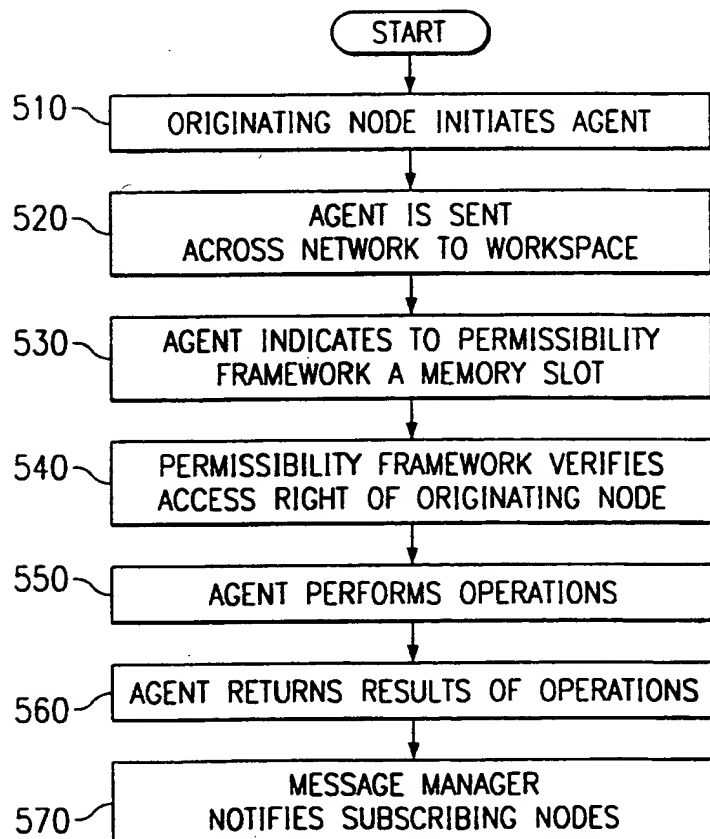 START
510
ORIGINATING NODE INITIATES AGENT
520
AGENT IS SENT
ACROSS NETWORK TO WORKSPACE
530
AGENT INDICATES TO PERMISSIBILITY
FRAMEWORK A MEMORY SLOT
540
PERMISSIBILITY FRAMEWORK VERIFIES
ACCESS RIGHT OF ORIGINATING NODE
550
AGENT PERFORMS OPERATIONS
560
AGENT RETURNS RESULTS OF OPERATIONS
570
MESSAGE MANAGER
NOTIFIES SUBSCRIBING NODES